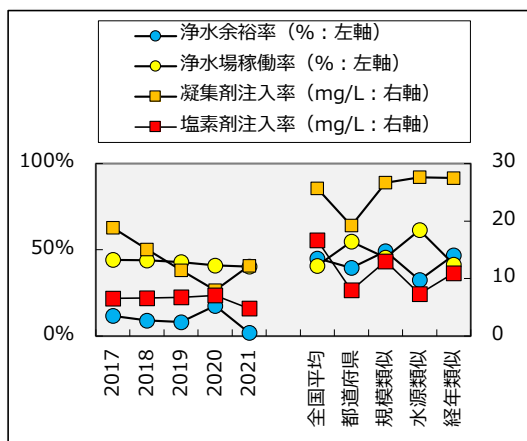 浄水余裕率（%：左軸）
浄水場稼働率（%：左軸）
凝集剤注入率（mg/L：右軸）
塩素剤注入率（mg/L：右軸）
100%
50%
0%
30
20
10
0
2017
2018
2019
2020
2021
全国平均
都道府県
規模類似
水源類似
経年類似